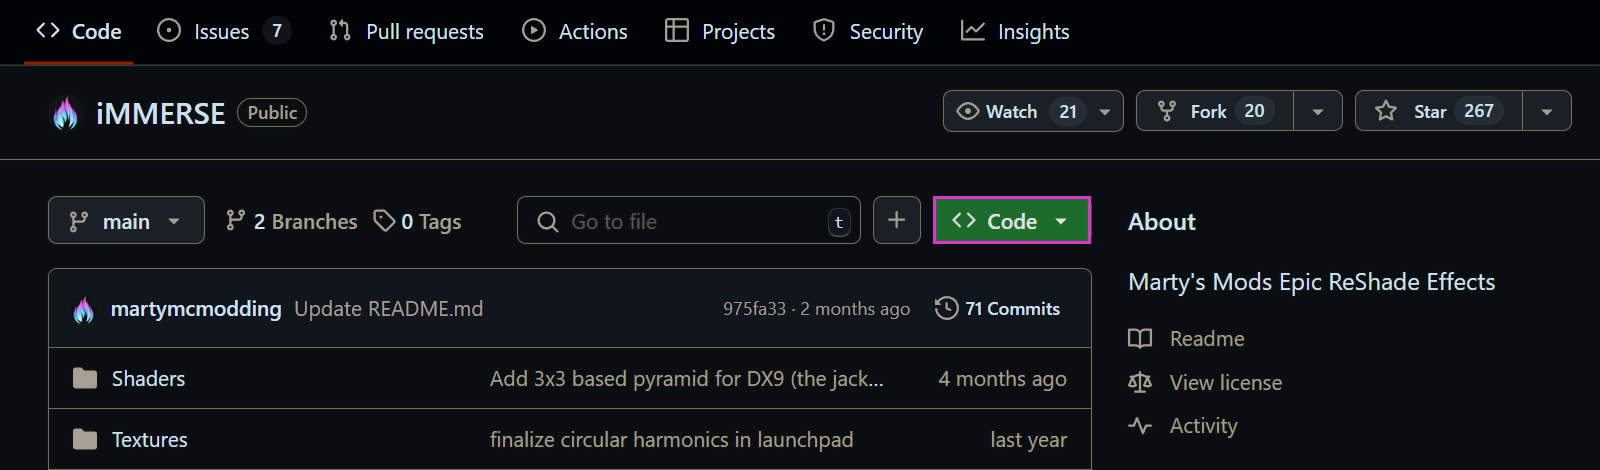 Code Issues 7 Pull requests Actions Projects Security Insights
iMMERSE Public Watch 21 Fork 20 Star 267
main 2 Branches 0 Tags Go to file t Code
About
Marty's Mods Epic ReShade Effects
martymcmodding Update README.md 975fa33 · 2 months ago 71 Commits
Readme
Shaders Add 3x3 based pyramid for DX9 (the jack... 4 months ago
View license
Activity
Textures finalize circular harmonics in launchpad last year